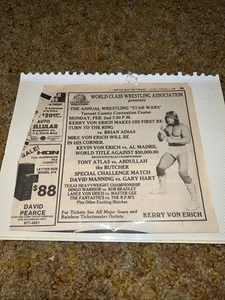 WORLD CLASS WRESTLING ASSOCIATION
presents
THE ANNUAL WRESTLING "STAR WARS"
Tarrant County Convention Center
MONDAY, FEB. 2nd 7:30 P.M.
KERRY VON ERICH MAKES HIS FIRST RE-
TURN TO THE RING
vs. BRIAN ADIAS
MIKE VON ERICH WILL BE
IN HIS CORNER.
KEVIN VON ERICH vs. AL MADRIL
WORLD TITLE AGAINST $30,000.00
TONY ATLAS vs. ABDULLAH
the BUTCHER
SPECIAL CHALLENGE MATCH
DAVID MANNING vs. GARY HART
TEXAS HEAVYWEIGHT CHAMPIONSHIP
DINGO WARRIOR vs. BOB BRADLEY
LANCE VON ERICH vs. MASTER GEE
THE FANTASTICS vs. THE R.P.M'S
Plus Other Exciting Matches
For Tickets See All Major Sears and
Rainbow Ticketmaster Outlets
KERRY VON ERICH
$20
AUTO
CELLULAR
SALE!
HON
$88
DAVID
PEARCE